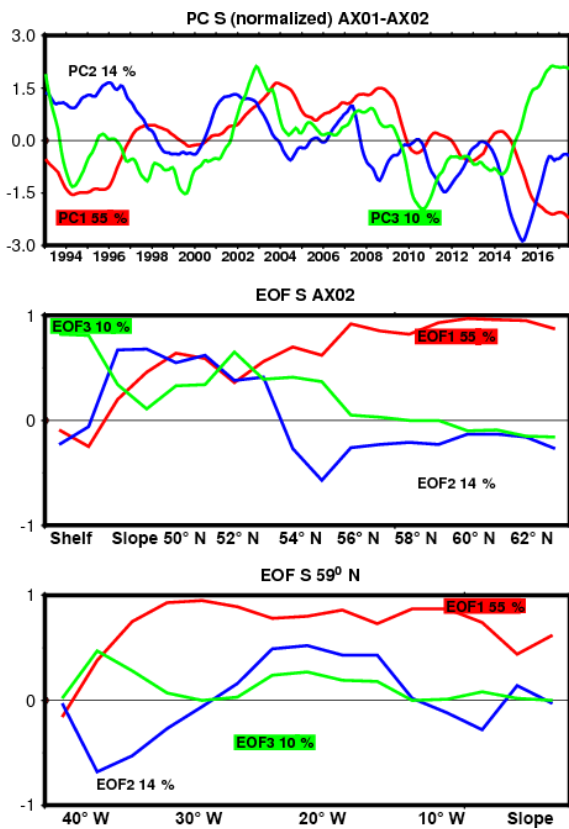 PC S (normalized) AX01-AX02
3.0
PC2 14 %
1.5
0.0
-1.5
PC1 55 %
PC3 10 %
-3.0
1994 1996 1998 2000 2002 2004 2006 2008 2010 2012 2014 2016
EOF S AX02
1
EOF3 10 %
EOF1 55 %
0
EOF2 14 %
-1
Shelf Slope 50° N 52° N 54° N 56° N 58° N 60° N 62° N
EOF S 59⁰ N
1
EOF1 55 %
0
EOF3 10 %
EOF2 14 %
-1
40° W 30° W 20° W 10° W Slope